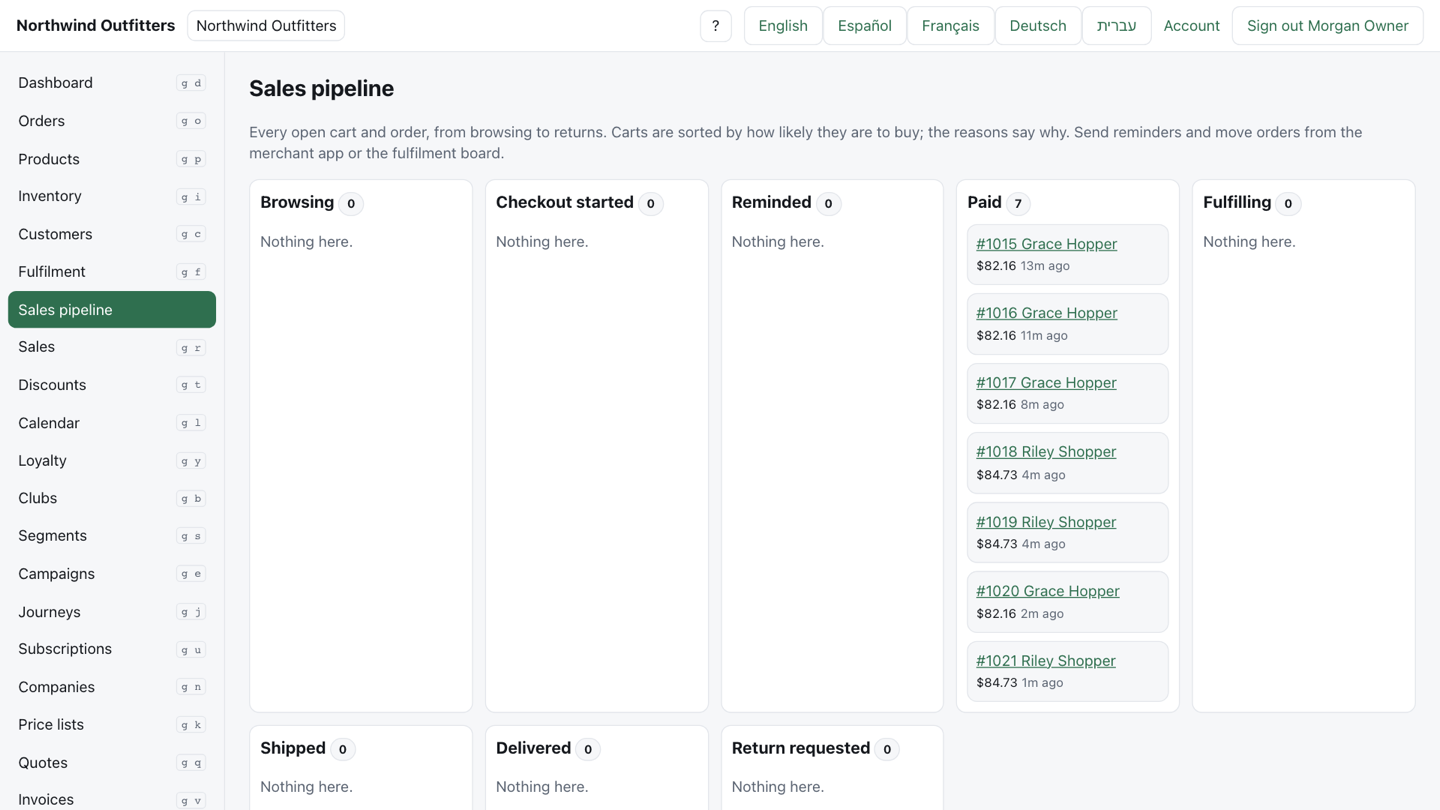 Northwind Outfitters
Northwind Outfitters
?
English
Español
Français
Deutsch
עברית
Account
Sign out Morgan Owner
Dashboard g d
Orders g o
Products g p
Inventory g i
Customers g c
Fulfilment g f
Sales pipeline
Sales g r
Discounts g t
Calendar g l
Loyalty g y
Clubs g b
Segments g s
Campaigns g e
Journeys g j
Subscriptions g u
Companies g n
Price lists g k
Quotes g q
Invoices g v
Sales pipeline
Every open cart and order, from browsing to returns. Carts are sorted by how likely they are to buy; the reasons say why. Send reminders and move orders from the
merchant app or the fulfilment board.
Browsing 0
Nothing here.
Checkout started 0
Nothing here.
Reminded 0
Nothing here.
Paid 7
#1015 Grace Hopper
$82.16 13m ago
#1016 Grace Hopper
$82.16 11m ago
#1017 Grace Hopper
$82.16 8m ago
#1018 Riley Shopper
$84.73 4m ago
#1019 Riley Shopper
$84.73 4m ago
#1020 Grace Hopper
$82.16 2m ago
#1021 Riley Shopper
$84.73 1m ago
Fulfilling 0
Nothing here.
Shipped 0
Nothing here.
Delivered 0
Nothing here.
Return requested 0
Nothing here.